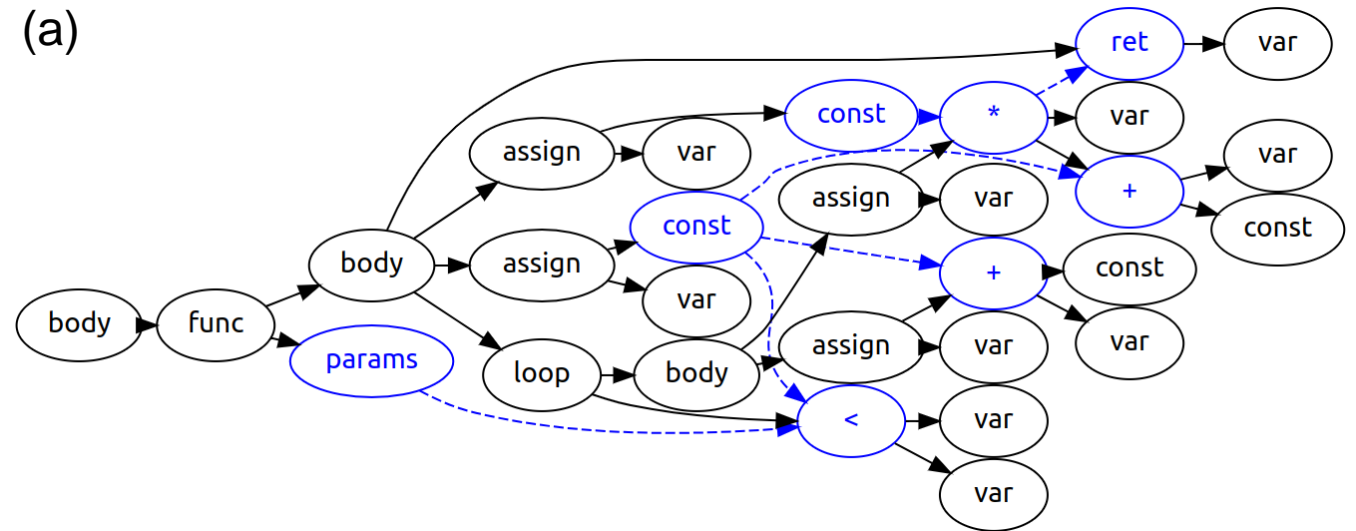 (a)
ret
var
const
*
var
assign
var
var
assign
var
+
const
const
body
assign
+
const
var
body
func
var
params
loop
body
assign
var
var
<
var
var